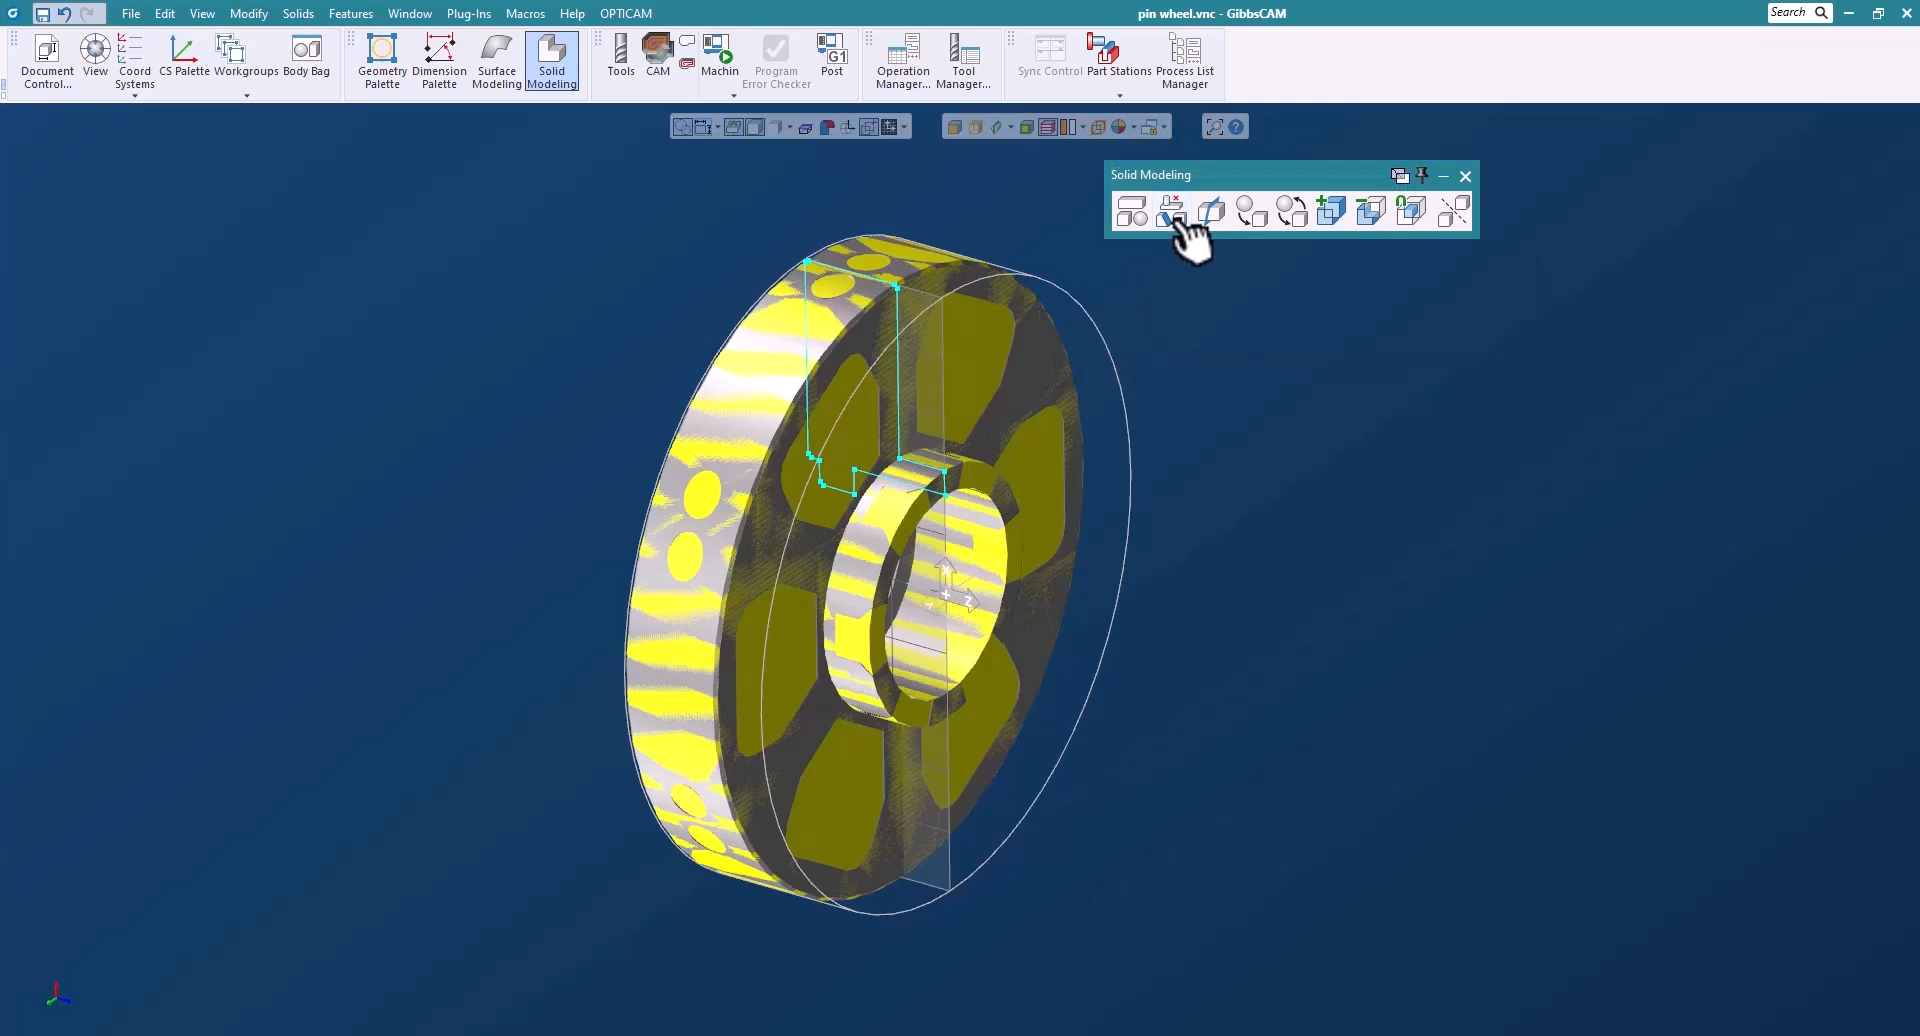 File Edit View Modify Solids Features Window Plug-Ins Macros Help OPTICAM
pin wheel.vnc - GibbsCAM
Search
Document Control...
View
Coord Systems
CS Palette
Workgroups
Body Bag
Geometry Palette
Dimension Palette
Surface Modeling
Solid Modeling
Tools
CAM
Machin
Program Error Checker
G1
Post
Operation Manager...
Tool Manager...
Sync Control
Part Stations
Process List Manager
Solid Modeling
X
Z
Y